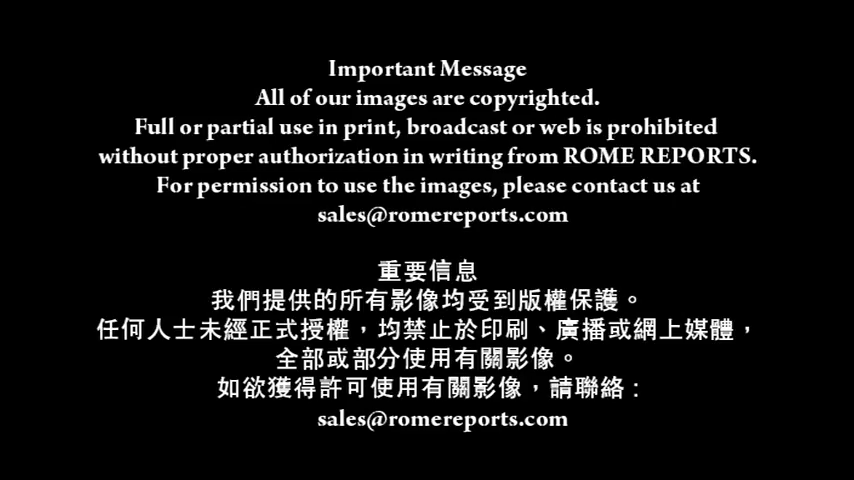 Important Message
All of our images are copyrighted.
Full or partial use in print, broadcast or web is prohibited
without proper authorization in writing from ROME REPORTS.
For permission to use the images, please contact us at
sales@romereports.com
重要信息
我們提供的所有影像均受到版權保護。
任何人士未經正式授權，均禁止於印刷、廣播或網上媒體，
全部或部分使用有關影像。
如欲獲得許可使用有關影像，請聯絡：
sales@romereports.com